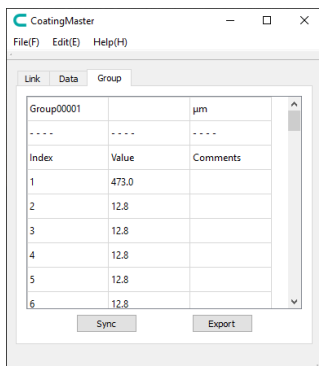 CoatingMaster
File(F) Edit(E) Help(H)
Link Data Group
Group00001 µm
- - - - - - - - - - - -
Index Value Comments
1 473.0
2 12.8
3 12.8
4 12.8
5 12.8
6 12.8
Sync Export